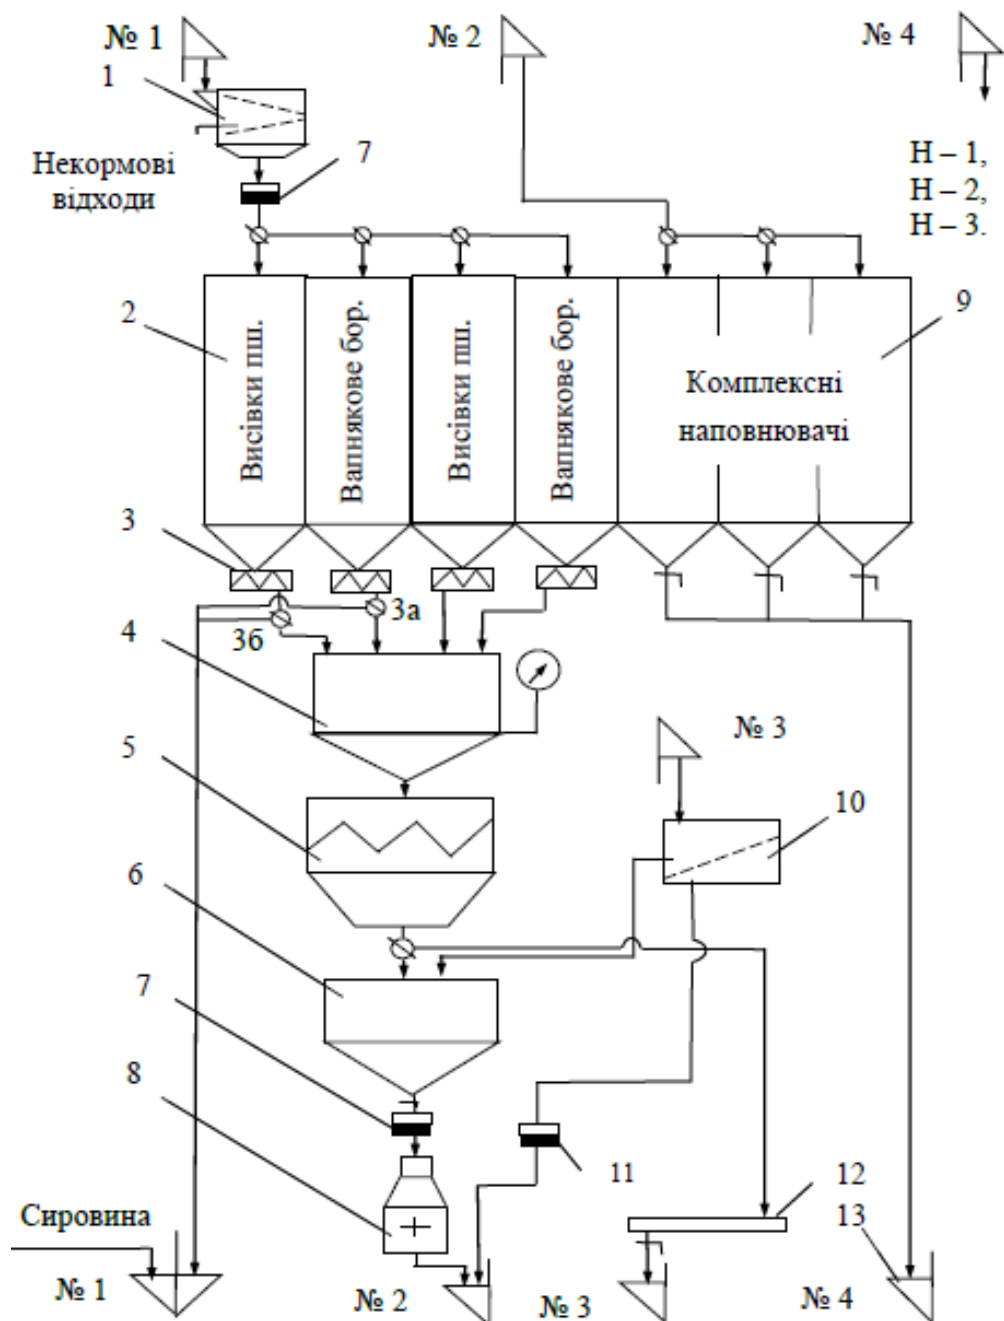 № 1
№ 2
№ 4
1
7
Некормові
відходи
Н – 1,
Н – 2,
Н – 3.
2
9
Висівки пш.
Вапнякове бор.
Висівки пш.
Вапнякове бор.
Комплексні
наповнювачі
3
3а
3б
4
№ 3
5
10
6
7
8
11
12
Сировина
13
№ 1
№ 2
№ 3
№ 4